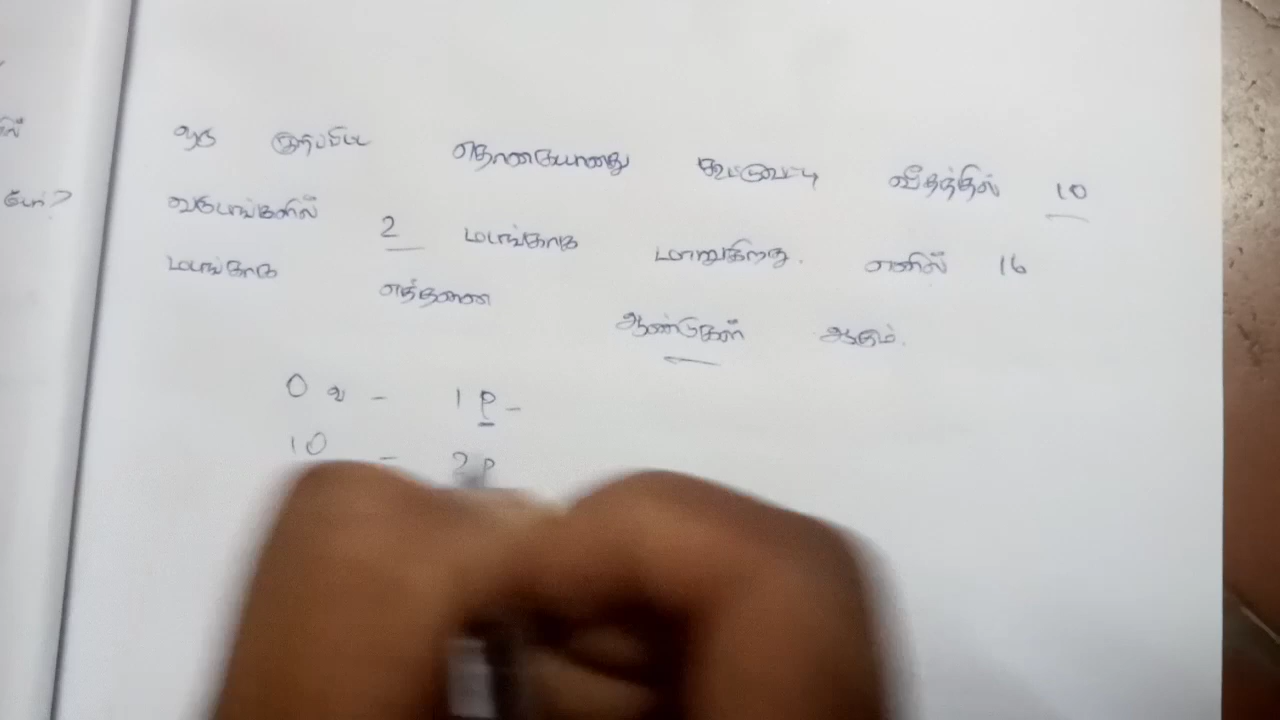 ஒரு குறிப்பிட்ட தொகையானது கூட்டுவட்டி வீதத்தில் 10
வருடங்களில் 2 மடங்காக மாறுகிறது. எனில் 16
மடங்காக எத்தனை ஆண்டுகள் ஆகும்.
0 வ - 1 P -
10 - 2 P